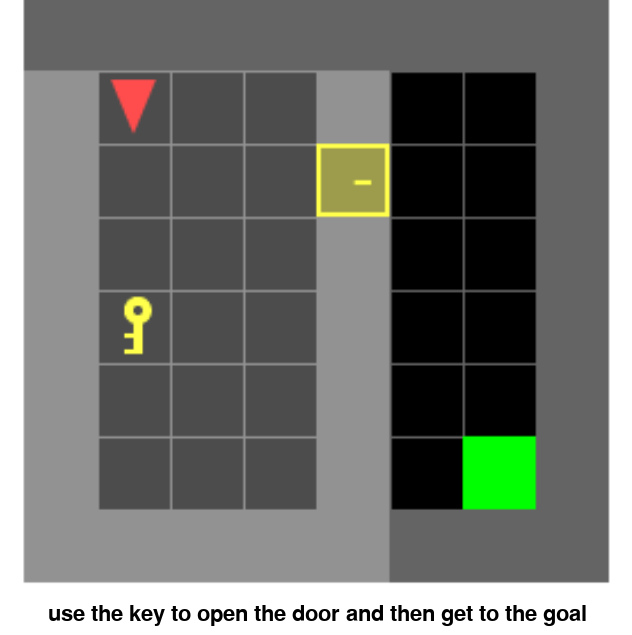 use the key to open the door and then get to the goal